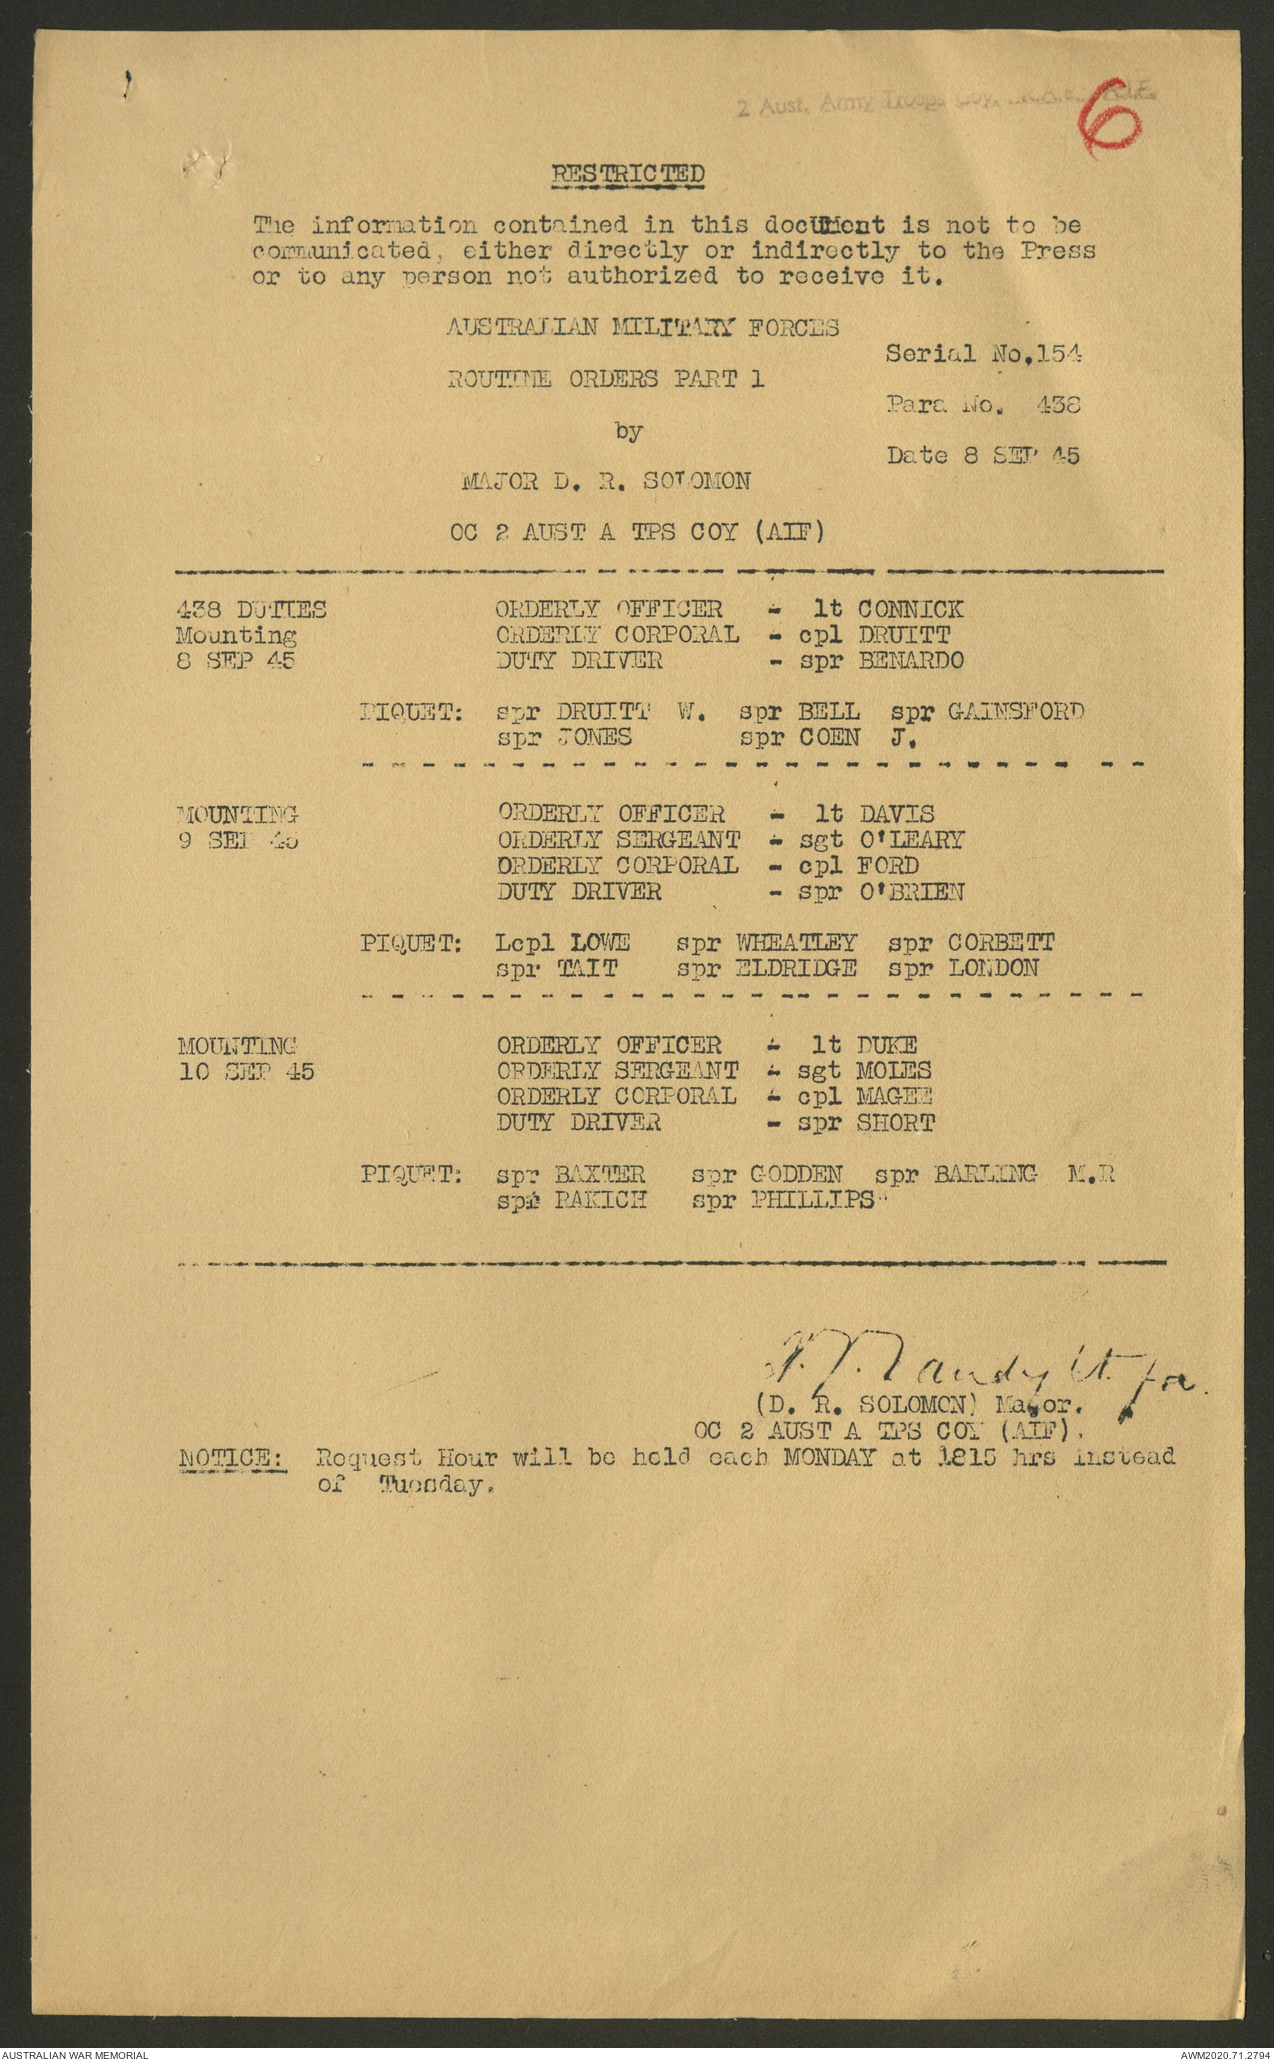 2 Aust. Army Troops Coy. R.A.E. A.I.F.
6
RESTRICTED
The information contained in this document is not to be
communicated, either directly or indirectly to the Press
or to any person not authorized to receive it.
AUSTRALIAN MILITARY FORCES
Serial No.154
ROUTINE ORDERS PART 1
Para No. 438
by
Date 8 SEP 45
MAJOR D. R. SOLOMON
OC 2 AUST A TPS COY (AIF)
438 DUTIES ORDERLY OFFICER - lt CONNICK
Mounting ORDERLY CORPORAL - cpl DRUITT
8 SEP 45 DUTY DRIVER - spr BENARDO
PIQUET: spr DRUITT W. spr BELL spr GAINSFORD
spr JONES spr COEN J.
MOUNTING ORDERLY OFFICER - lt DAVIS
9 SEP 45 ORDERLY SERGEANT - sgt O'LEARY
ORDERLY CORPORAL - cpl FORD
DUTY DRIVER - spr O'BRIEN
PIQUET: Lcpl LOWE spr WHEATLEY spr CORBETT
spr TAIT spr ELDRIDGE spr LONDON
MOUNTING ORDERLY OFFICER - lt DUKE
10 SEP 45 ORDERLY SERGEANT - sgt MOLES
ORDERLY CORPORAL - cpl MAGEE
DUTY DRIVER - spr SHORT
PIQUET: spr BAXTER spr GODDEN spr BARLING M.R
spr RAKICH spr PHILLIPS"
Lt. for
(D. R. SOLOMON) Major.
OC 2 AUST A TPS COY (AIF).
NOTICE: Request Hour will be held each MONDAY at 1815 hrs instead
of Tuesday.
AUSTRALIAN WAR MEMORIAL
AWM2020.71.2794